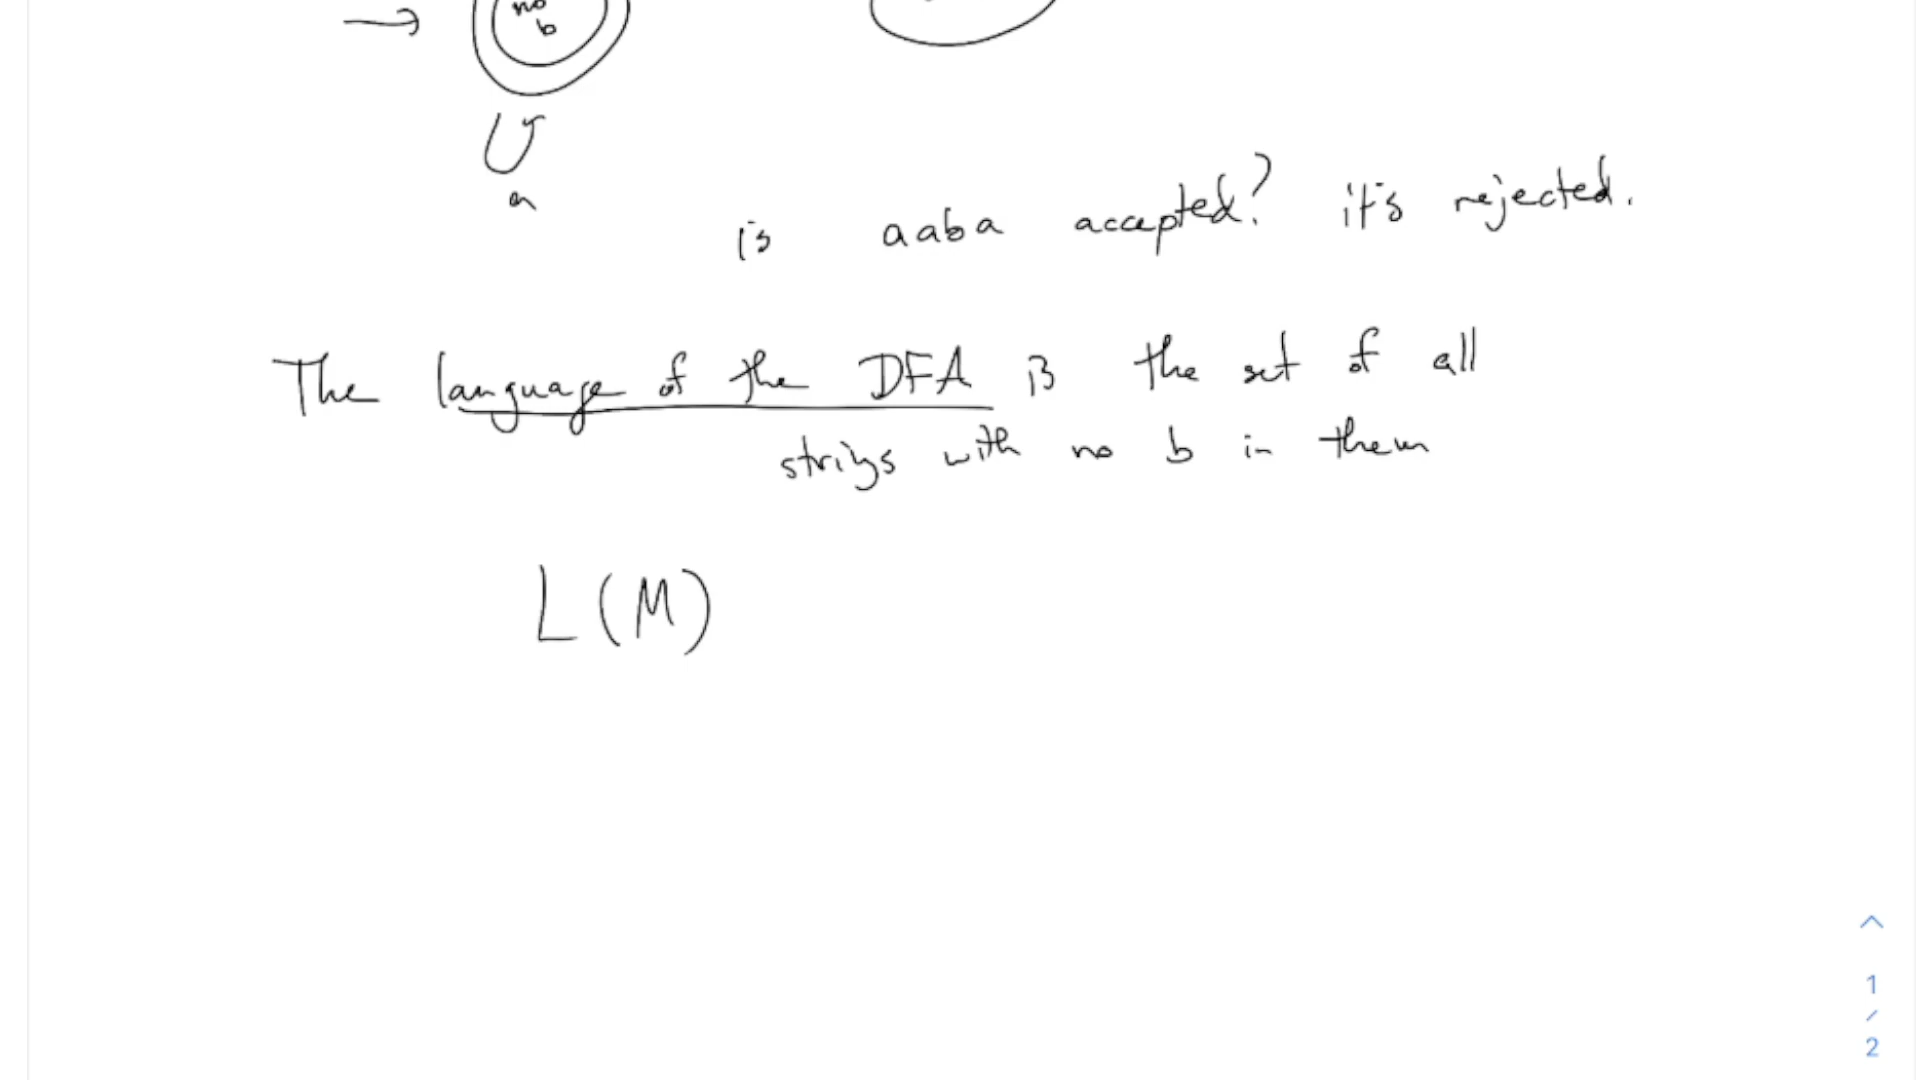 no
b
a
is aaba accepted? it's rejected.
The language of the DFA is the set of all
strings with no b in them
L(M)
1
/
2